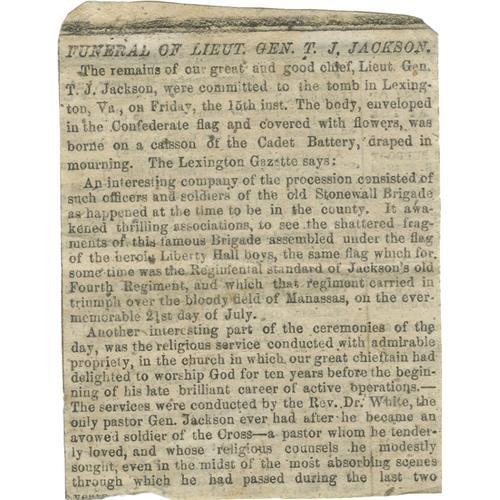 FUNERAL OF LIEUT. GEN. T. J. JACKSON.
The remains of our great and good chief, Lieut. Gen.
T. J. Jackson, were committed to the tomb in Lexing-
ton, Va., on Friday, the 15th inst. The body, enveloped
in the Confederate flag and covered with flowers, was
borne on a caisson of the Cadet Battery, draped in
mourning. The Lexington Gazette says:
An interesting company of the procession consisted of
such officers and soldiers of the old Stonewall Brigade
as happened at the time to be in the county. It awa-
kened thrilling associations, to see the shattered frag-
ments of this famous Brigade assembled under the flag
of the heroic Liberty Hall boys, the same flag which for
some time was the Regimental standard of Jackson's old
Fourth Regiment, and which that regiment carried in
triumph over the bloody field of Manassas, on the ever-
memorable 21st day of July.
Another interesting part of the ceremonies of the
day, was the religious service conducted with admirable
propriety, in the church in which our great chieftain had
delighted to worship God for ten years before the begin-
ning of his late brilliant career of active operations.—
The services were conducted by the Rev. Dr. White, the
only pastor Gen. Jackson ever had after he became an
avowed soldier of the Cross—a pastor whom he tender-
ly loved, and whose religious counsels he modestly
sought, even in the midst of the most absorbing scenes
through which he had passed during the last two